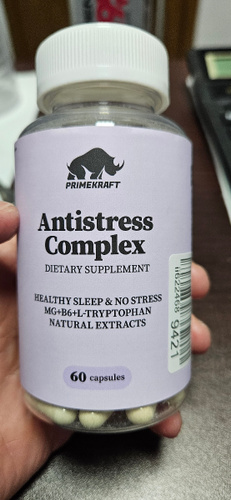 PRIMEKRAFT
Antistress
Complex
DIETARY SUPPLEMENT
HEALTHY SLEEP & NO STRESS
MG+B6+L-TRYPTOPHAN
NATURAL EXTRACTS
60 capsules
9421